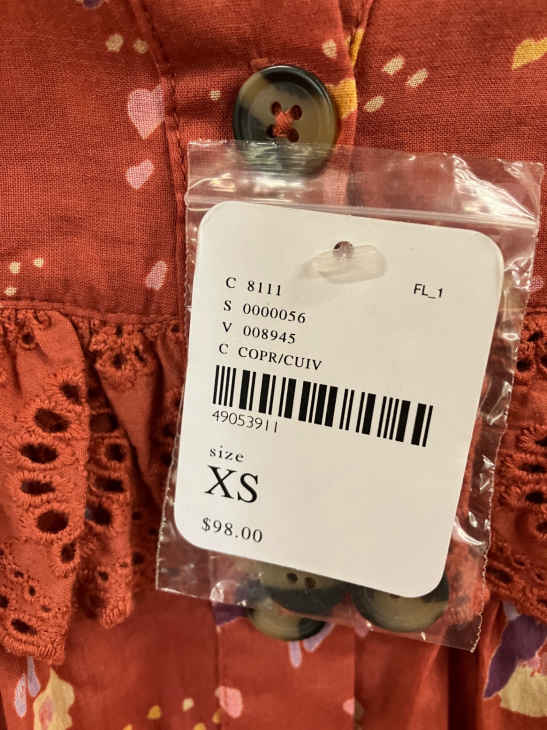 C 8111 FL_1
S 0000056
V 008945
C COPR/CUIV
49053911
size
XS
$98.00